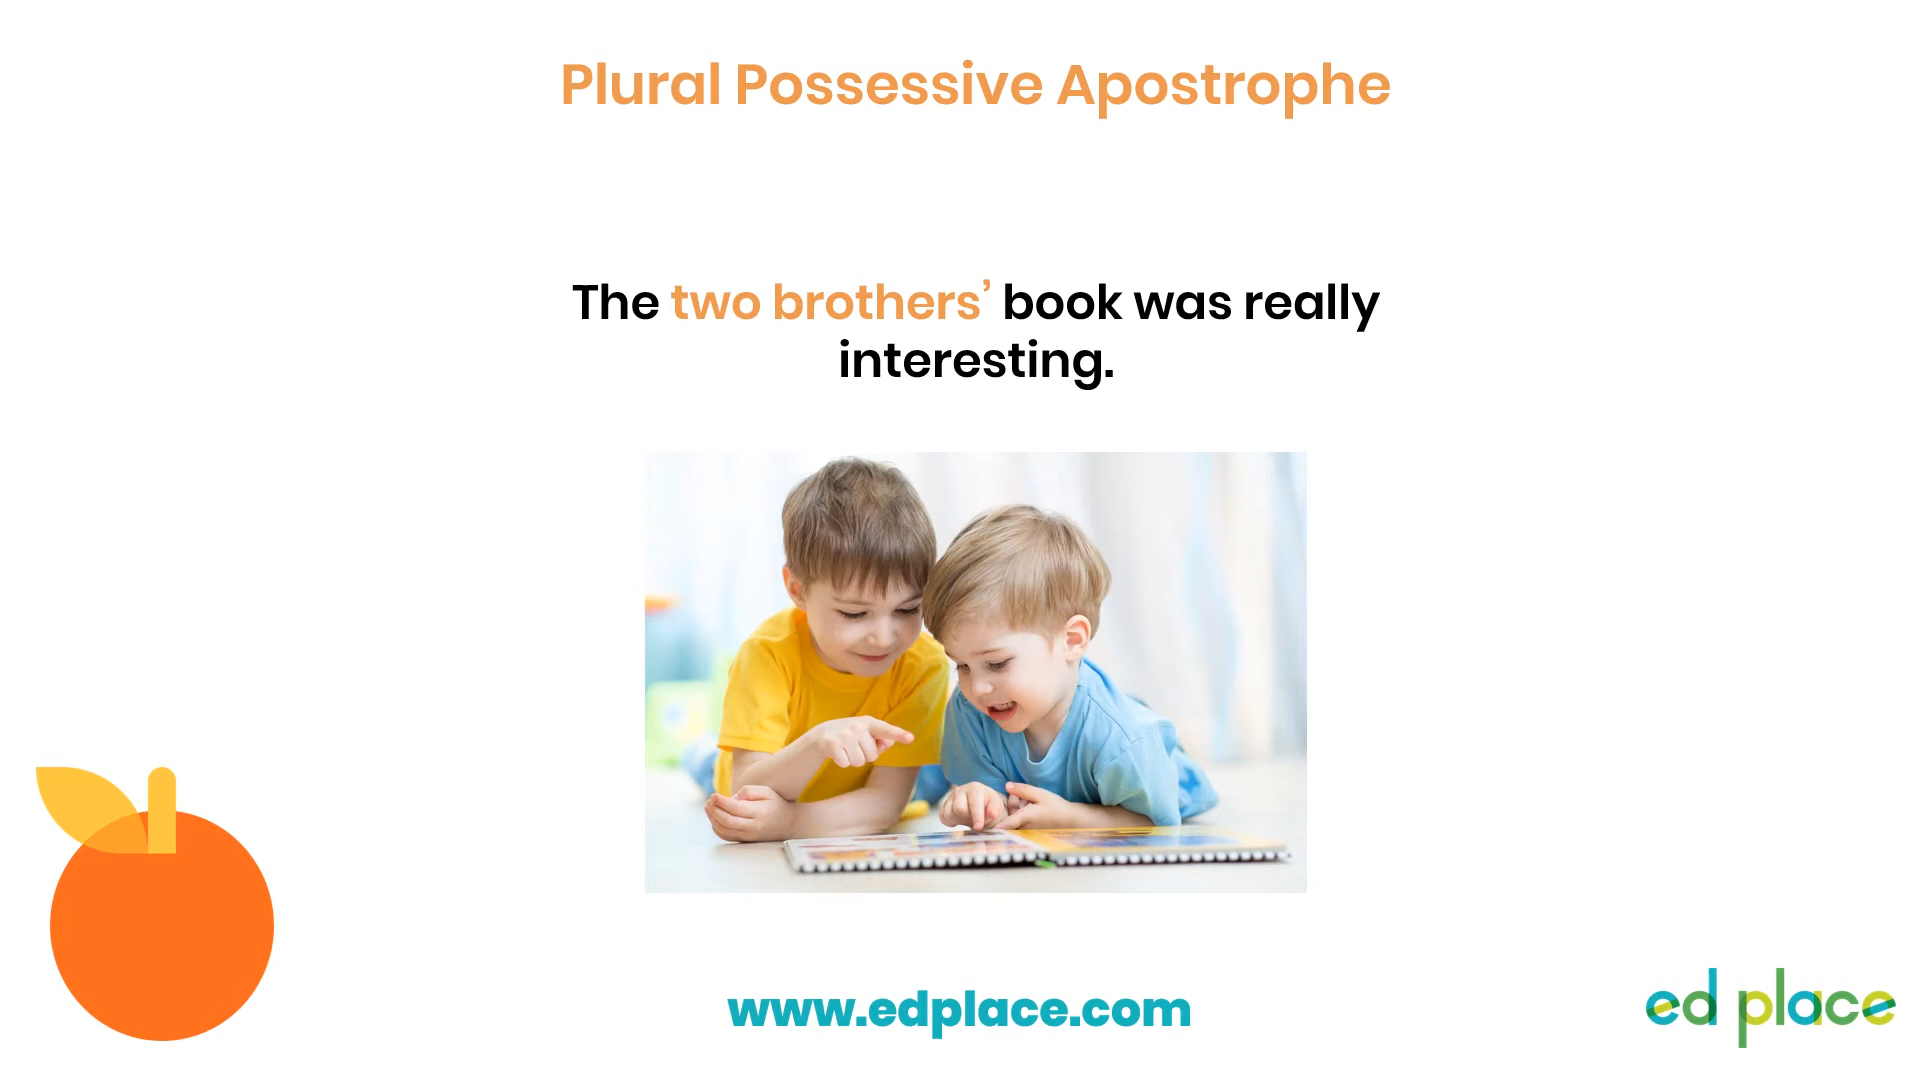 Plural Possessive Apostrophe
The two brothers’ book was really
interesting.
www.edplace.com
ed place